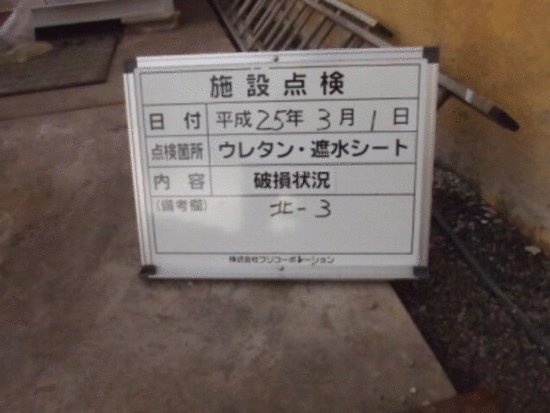 施設点検
日付 平成25年3月1日
点検箇所 ウレタン・遮水シート
内容 破損状況
(備考欄) 北-3
株式会社フジコーポレーション